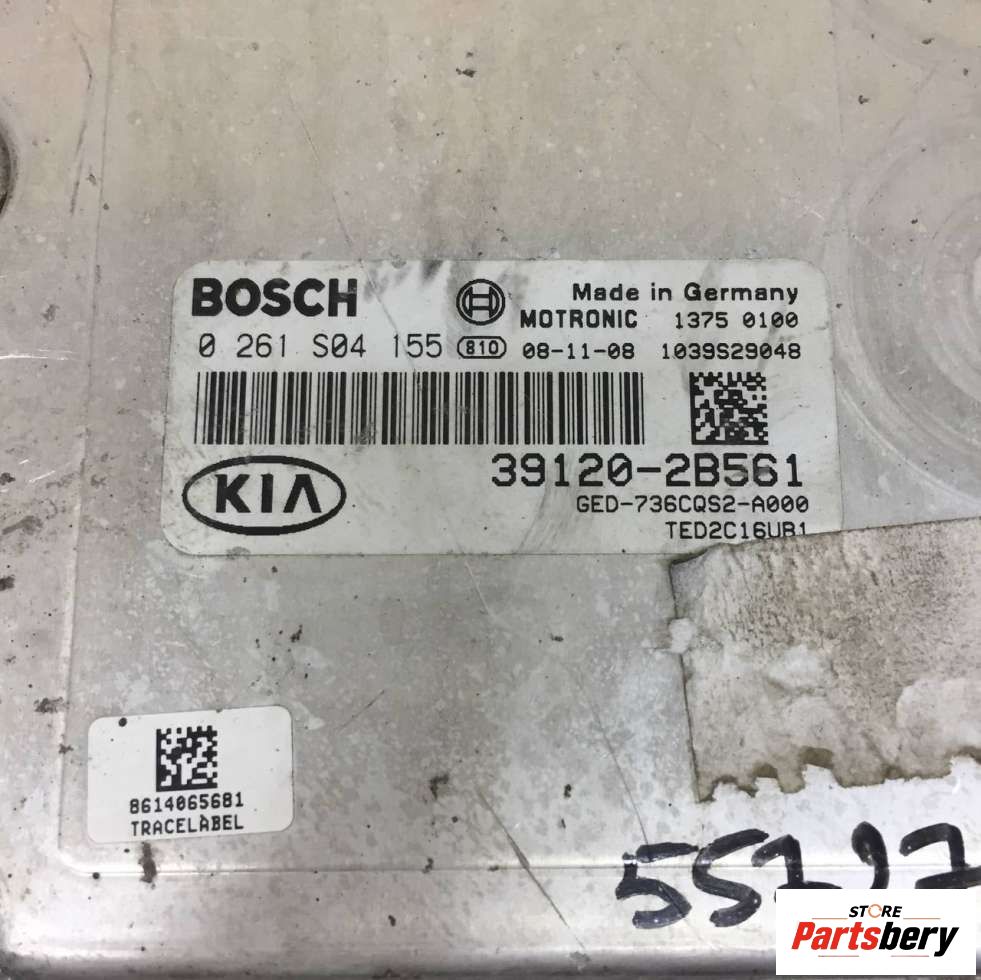 BOSCH
Made in Germany
MOTRONIC 1375 0100
0 261 S04 155 810 08-11-08 1039S29048
KIA
39120-2B561
GED-736CQS2-A000
TED2C16UB1
8614065681
TRACELABEL
STORE
Partsbery